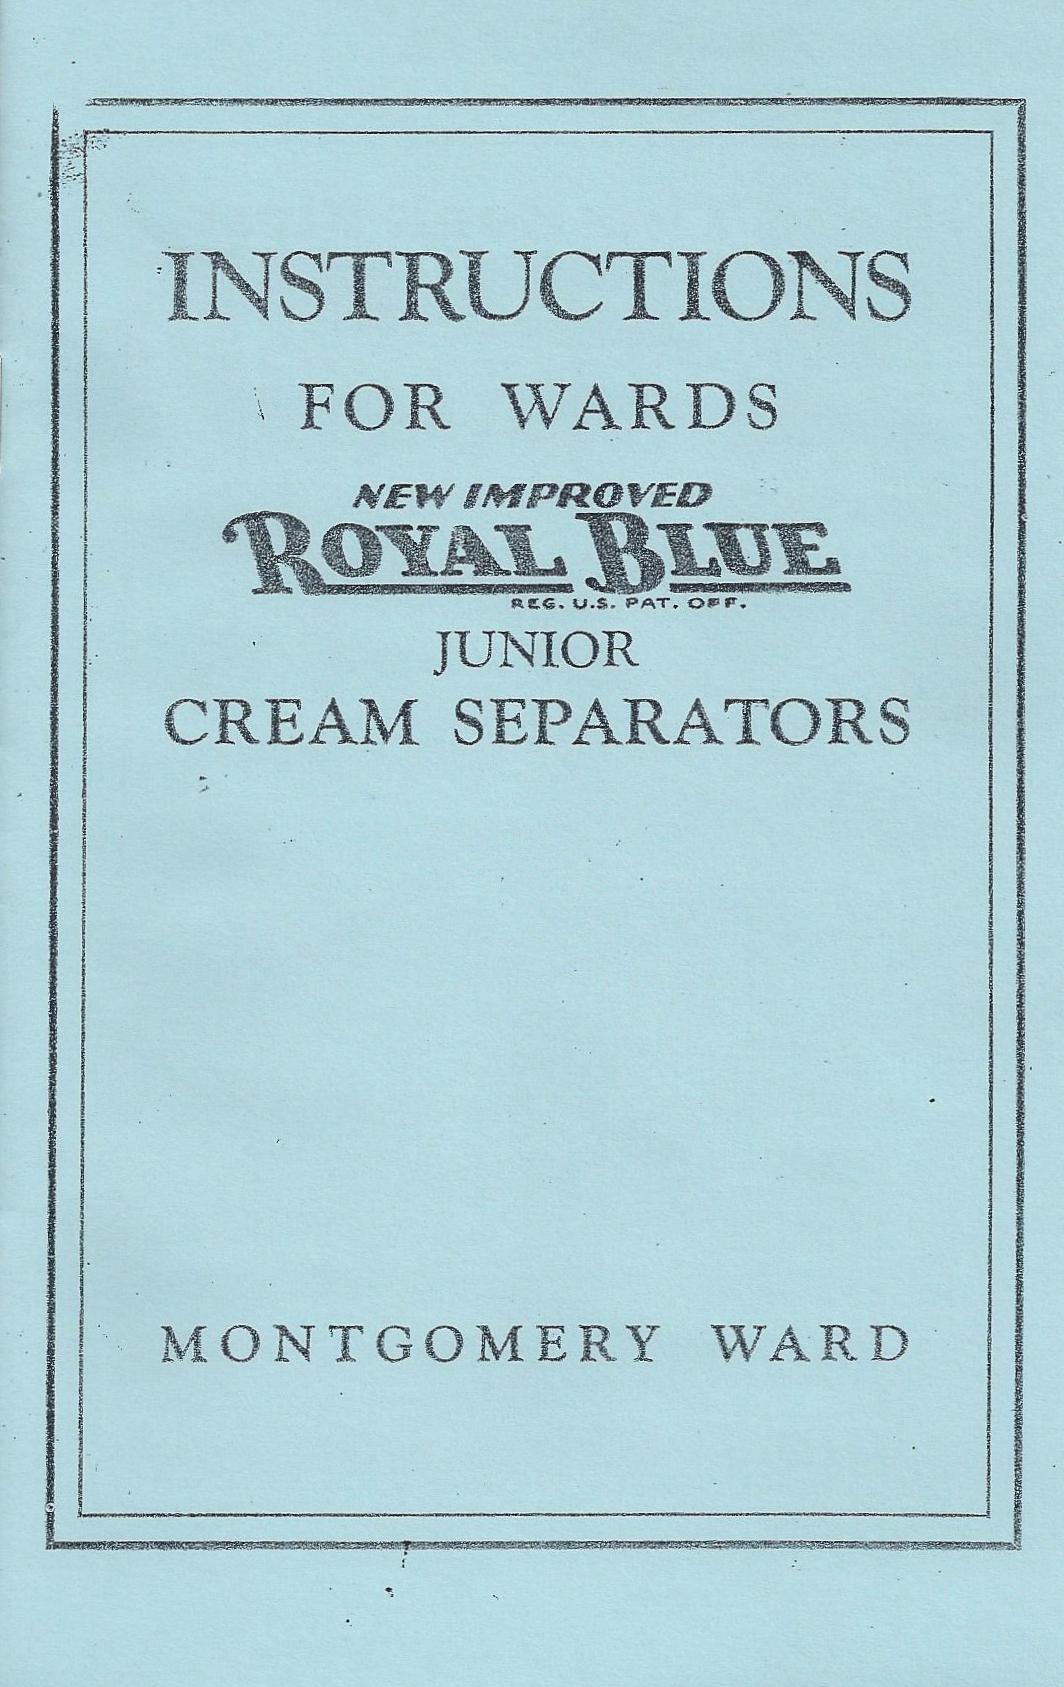 INSTRUCTIONS
FOR WARDS
NEW IMPROVED
ROYAL BLUE
REG. U.S. PAT. OFF.
JUNIOR
CREAM SEPARATORS
MONTGOMERY WARD